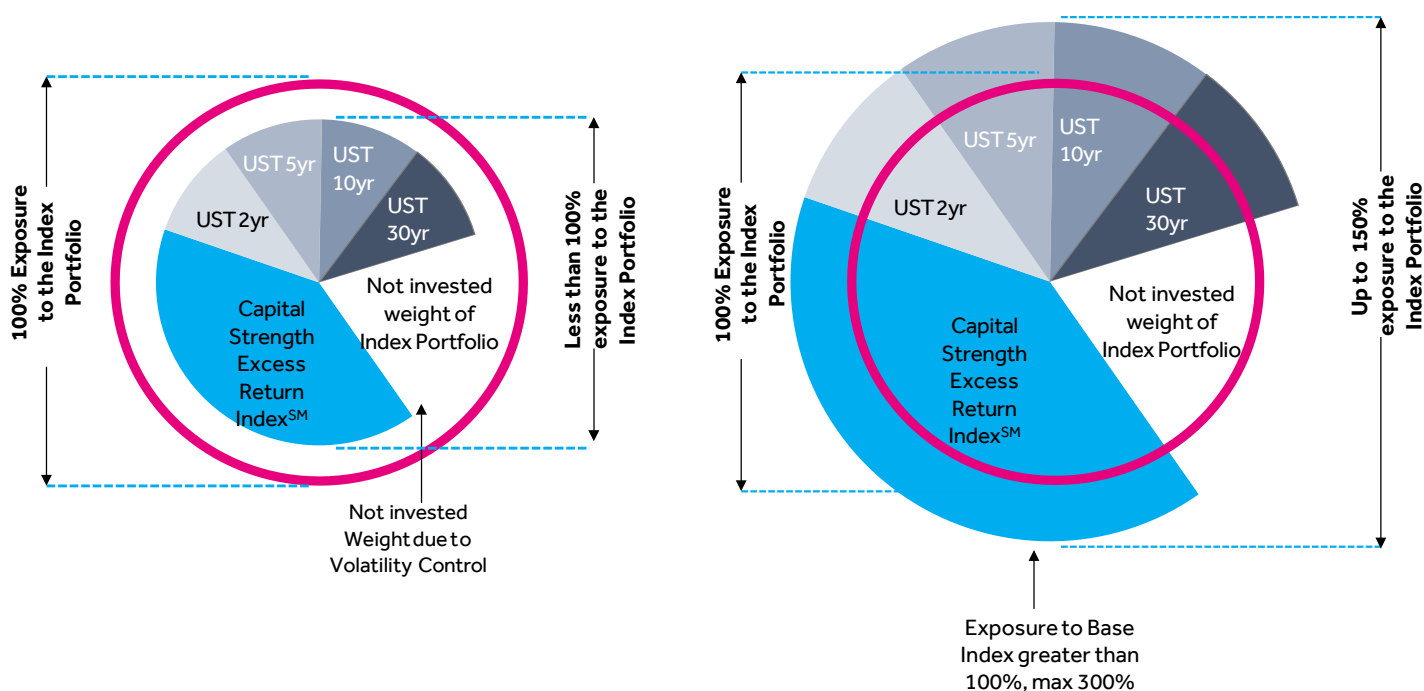 100% Exposure
to the Index
Portfolio
UST 2yr
UST 5yr
UST
10yr
UST
30yr
Capital
Strength
Excess
Return
Index℠
Not invested
weight of
Index Portfolio
Less than 100%
exposure to the
Index Portfolio
Not invested
Weight due to
Volatility Control
100% Exposure
to the Index
Portfolio
UST 2yr
UST 5yr
UST
10yr
UST
30yr
Capital
Strength
Excess
Return
Index℠
Not invested
weight of
Index Portfolio
Up to 150%
exposure to the
Index Portfolio
Exposure to Base
Index greater than
100%, max 300%